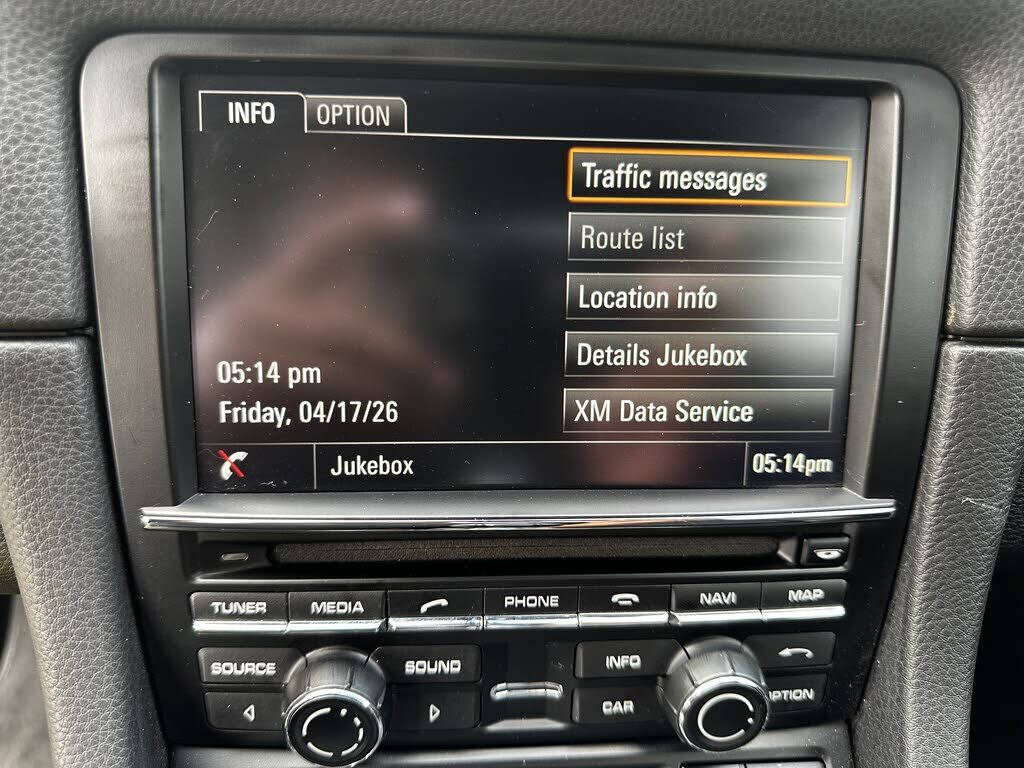 INFO OPTION
Traffic messages
Route list
Location info
Details Jukebox
XM Data Service
05:14 pm
Friday, 04/17/26
Jukebox 05:14pm
TUNER MEDIA PHONE NAVI MAP
SOURCE SOUND INFO
CAR OPTION